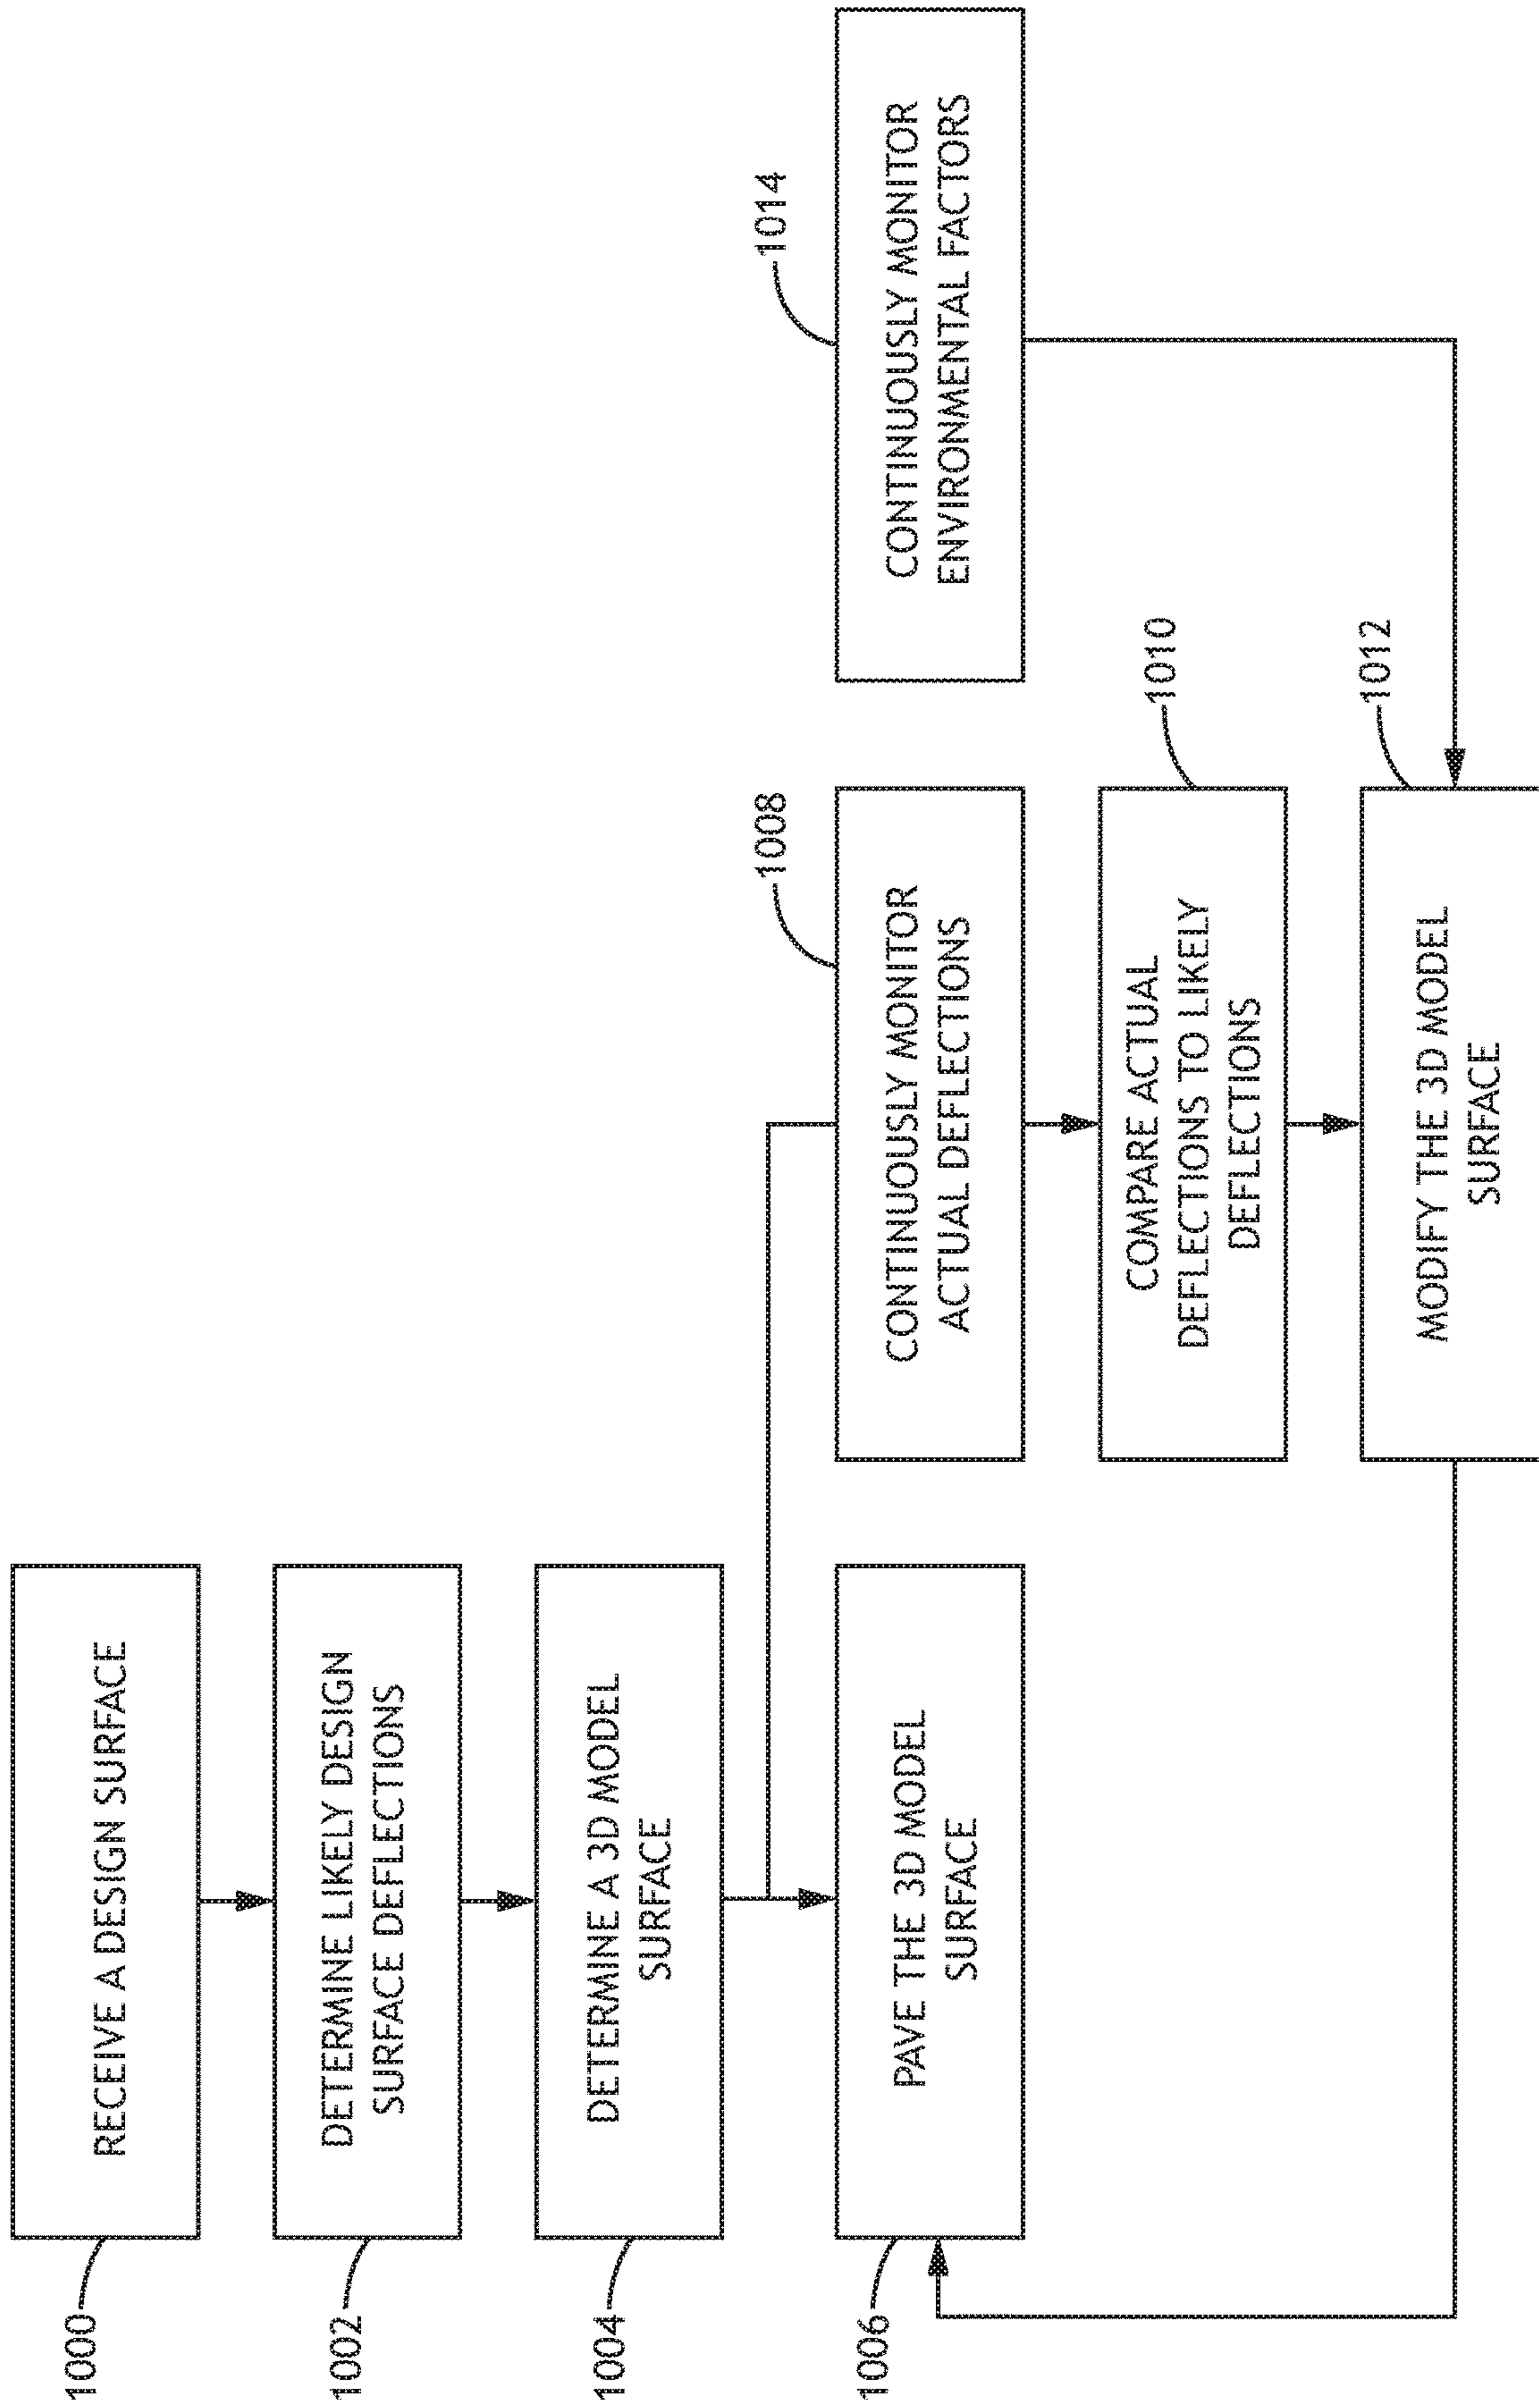 1000
RECEIVE A DESIGN SURFACE
1002
DETERMINE LIKELY DESIGN
SURFACE DEFLECTIONS
1004
DETERMINE A 3D MODEL
SURFACE
1006
PAVE THE 3D MODEL
SURFACE
1008
CONTINUOUSLY MONITOR
ACTUAL DEFLECTIONS
1010
COMPARE ACTUAL
DEFLECTIONS TO LIKELY
DEFLECTIONS
1012
MODIFY THE 3D MODEL
SURFACE
1014
CONTINUOUSLY MONITOR
ENVIRONMENTAL FACTORS